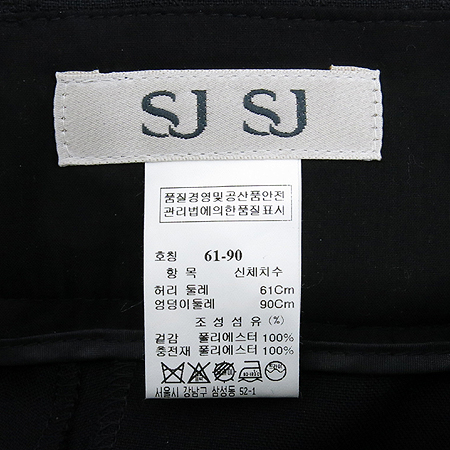 SJ SJ
품질경영및공산품안전
관리법에의한품질표시
호칭 61-90
항 목 신체치수
허리 둘레 61Cm
엉덩이둘레 90Cm
조성섬유 (%)
겉감 폴리에스터 100%
충전재 폴리에스터 100%
서울시 강남구 삼성동 52-1